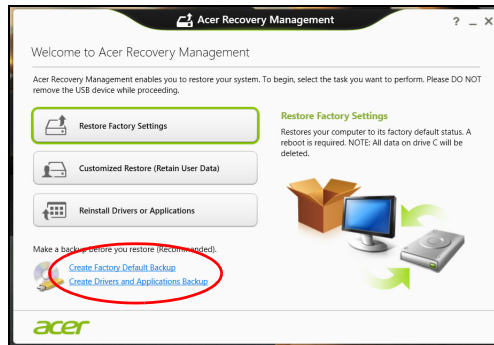 Acer Recovery Management
? _ X
Welcome to Acer Recovery Management
Acer Recovery Management enables you to restore your system. To begin, select the task you want to perform. Please DO NOT
remove the USB device while proceeding.
Restore Factory Settings
Customized Restore (Retain User Data)
Reinstall Drivers or Applications
Restore Factory Settings
Restores your computer to its factory default status. A
reboot is required. NOTE: All data on drive C will be
deleted.
Make a backup before you restore (Recommended).
Create Factory Default Backup
Create Drivers and Applications Backup
acer